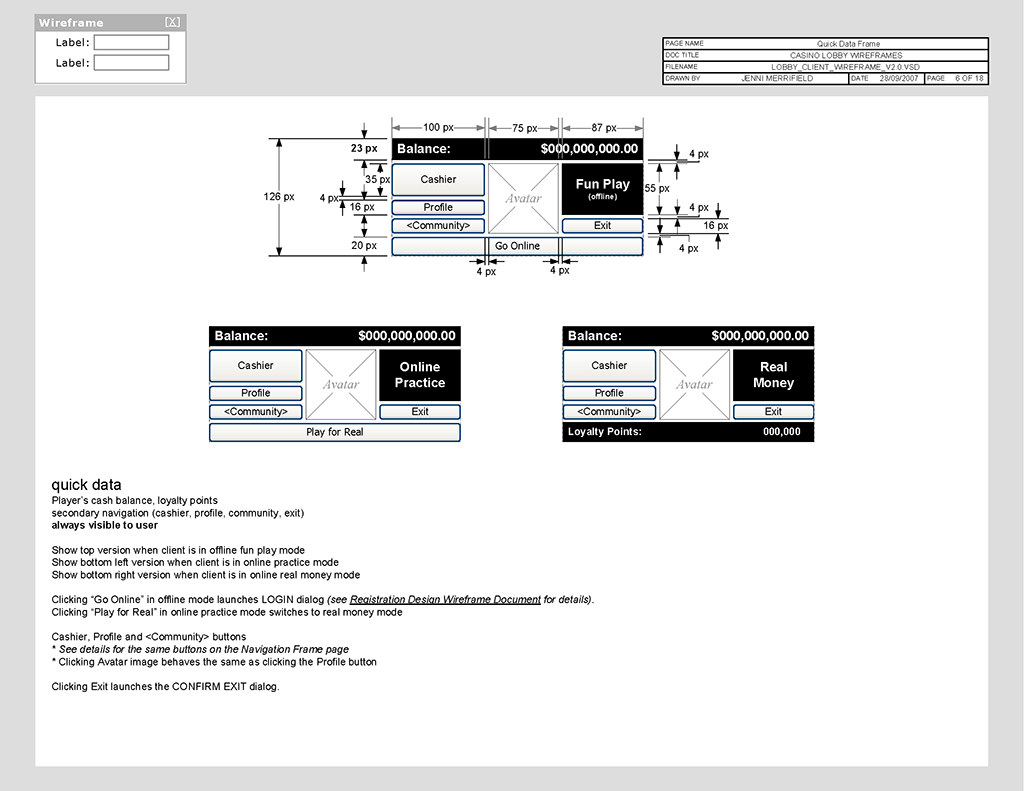 Wireframe [X]
Label:
Label:
PAGE NAME Quick Data Frame
DOC TITLE CASINO LOBBY WIREFRAMES
FILENAME LOBBY_CLIENT_WIREFRAME_V2.0.VSD
DRAWN BY JENNI MERRIFIELD DATE 28/09/2007 PAGE 6 OF 18
100 px 75 px 87 px
23 px Balance: $000,000,000.00 4 px
35 px Cashier Fun Play 55 px
126 px 4 px Avatar (offline)
16 px Profile 4 px
<Community> Exit 16 px
20 px Go Online 4 px
4 px 4 px
Balance: $000,000,000.00
Cashier Online
Avatar Practice
Profile
<Community> Exit
Play for Real
Balance: $000,000,000.00
Cashier Real
Avatar Money
Profile
<Community> Exit
Loyalty Points: 000,000
quick data
Player's cash balance, loyalty points
secondary navigation (cashier, profile, community, exit)
always visible to user
Show top version when client is in offline fun play mode
Show bottom left version when client is in online practice mode
Show bottom right version when client is in online real money mode
Clicking "Go Online" in offline mode launches LOGIN dialog (see Registration Design Wireframe Document for details).
Clicking "Play for Real" in online practice mode switches to real money mode
Cashier, Profile and <Community> buttons
* See details for the same buttons on the Navigation Frame page
* Clicking Avatar image behaves the same as clicking the Profile button
Clicking Exit launches the CONFIRM EXIT dialog.